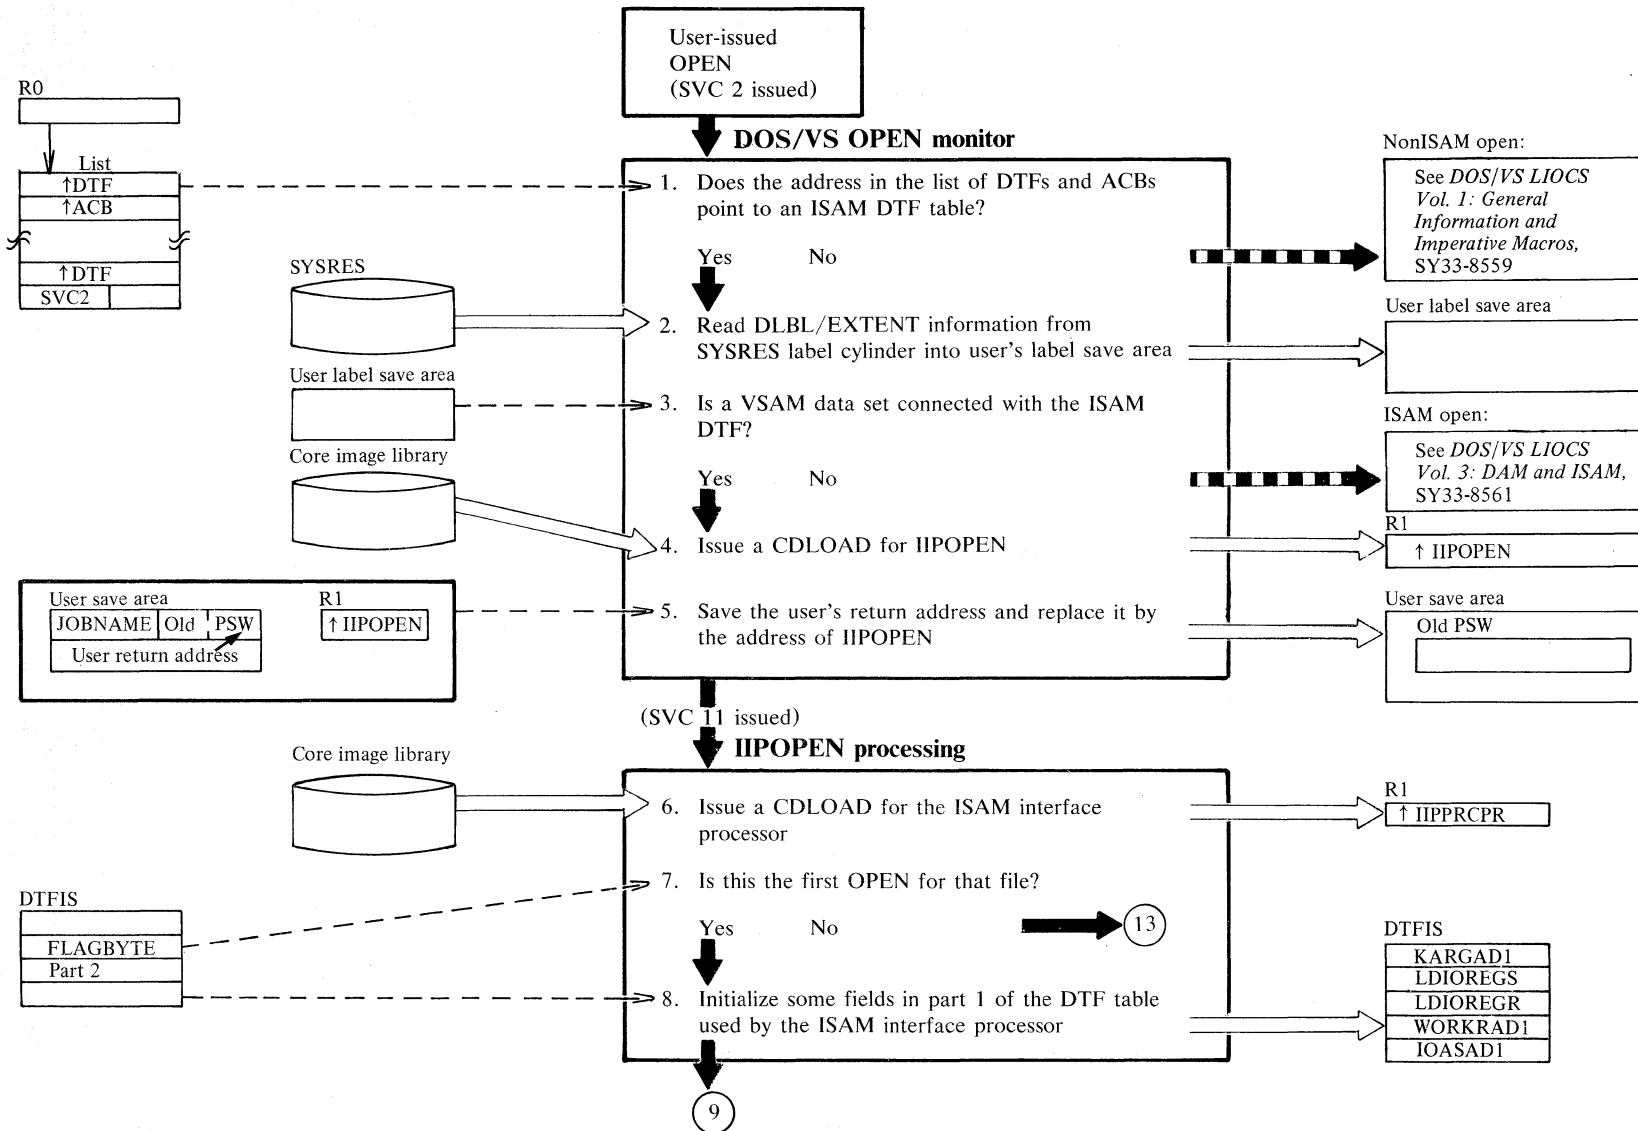 User-issued
OPEN
(SVC 2 issued)
R0
List
↑DTF
↑ACB
↑DTF
SVC2
DOS/VS OPEN monitor
1. Does the address in the list of DTFs and ACBs
point to an ISAM DTF table?
Yes No
NonISAM open:
See DOS/VS LIOCS
Vol. 1: General
Information and
Imperative Macros,
SY33-8559
SYSRES
2. Read DLBL/EXTENT information from
SYSRES label cylinder into user's label save area
User label save area
User label save area
3. Is a VSAM data set connected with the ISAM
DTF?
Yes No
ISAM open:
See DOS/VS LIOCS
Vol. 3: DAM and ISAM,
SY33-8561
Core image library
4. Issue a CDLOAD for IIPOPEN
R1
↑ IIPOPEN
User save area
JOBNAME Old PSW
User return address
R1
↑ IIPOPEN
5. Save the user's return address and replace it by
the address of IIPOPEN
User save area
Old PSW
(SVC 11 issued)
IIPOPEN processing
Core image library
6. Issue a CDLOAD for the ISAM interface
processor
R1
↑ IIPPRCPR
7. Is this the first OPEN for that file?
Yes No
13
DTFIS
FLAGBYTE
Part 2
8. Initialize some fields in part 1 of the DTF table
used by the ISAM interface processor
DTFIS
KARGAD1
LDIOREGS
LDIOREGR
WORKRAD1
IOASAD1
9